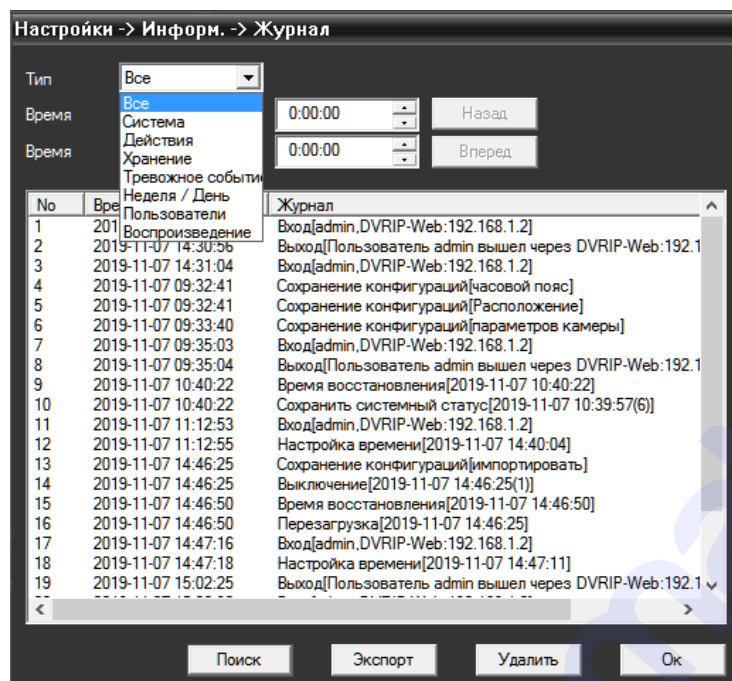 Настройки -> Информ. -> Журнал
Тип Все
Все
Система
Действия
Хранение
Тревожное событи
Неделя / День
Пользователи
Воспроизведение
Время 0:00:00 Назад
Время 0:00:00 Вперед
No Вре Журнал
1 201 Вход[admin,DVRIP-Web:192.168.1.2]
2 2019-11-07 14:30:56 Выход[Пользователь admin вышел через DVRIP-Web:192.1
3 2019-11-07 14:31:04 Вход[admin,DVRIP-Web:192.168.1.2]
4 2019-11-07 09:32:41 Сохранение конфигураций[часовой пояс]
5 2019-11-07 09:32:41 Сохранение конфигураций[Расположение]
6 2019-11-07 09:33:40 Сохранение конфигураций[параметров камеры]
7 2019-11-07 09:35:03 Вход[admin,DVRIP-Web:192.168.1.2]
8 2019-11-07 09:35:04 Выход[Пользователь admin вышел через DVRIP-Web:192.1
9 2019-11-07 10:40:22 Время восстановления[2019-11-07 10:40:22]
10 2019-11-07 10:40:22 Сохранить системный статус[2019-11-07 10:39:57(6)]
11 2019-11-07 11:12:53 Вход[admin,DVRIP-Web:192.168.1.2]
12 2019-11-07 11:12:55 Настройка времени[2019-11-07 14:40:04]
13 2019-11-07 14:46:25 Сохранение конфигураций[импортировать]
14 2019-11-07 14:46:25 Выключение[2019-11-07 14:46:25(1)]
15 2019-11-07 14:46:50 Время восстановления[2019-11-07 14:46:50]
16 2019-11-07 14:46:50 Перезагрузка[2019-11-07 14:46:25]
17 2019-11-07 14:47:16 Вход[admin,DVRIP-Web:192.168.1.2]
18 2019-11-07 14:47:18 Настройка времени[2019-11-07 14:47:11]
19 2019-11-07 15:02:25 Выход[Пользователь admin вышел через DVRIP-Web:192.1
Поиск Экспорт Удалить Ок